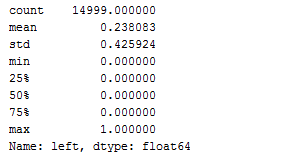 count 14999.000000
mean 0.238083
std 0.425924
min 0.000000
25% 0.000000
50% 0.000000
75% 0.000000
max 1.000000
Name: left, dtype: float64